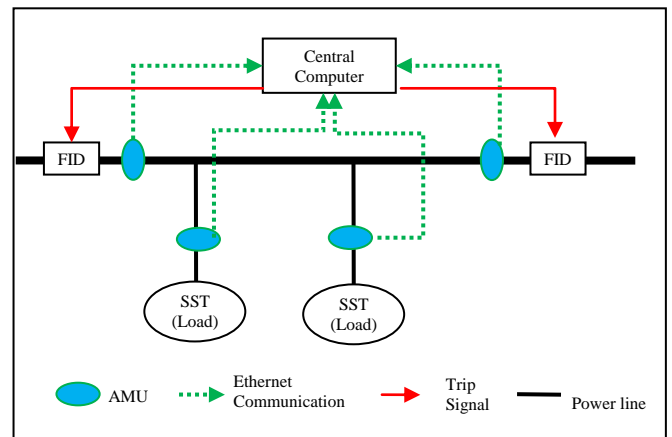 Central
Computer
FID
FID
SST
(Load)
SST
(Load)
AMU
Ethernet
Communication
Trip
Signal
Power line